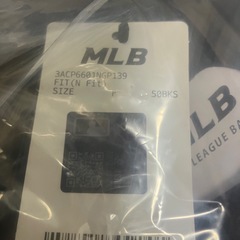 MLB
3ACP6601NGP139
FIT(N FIT)
SIZE F 50BKS
MLB
LEAGUE BA
P